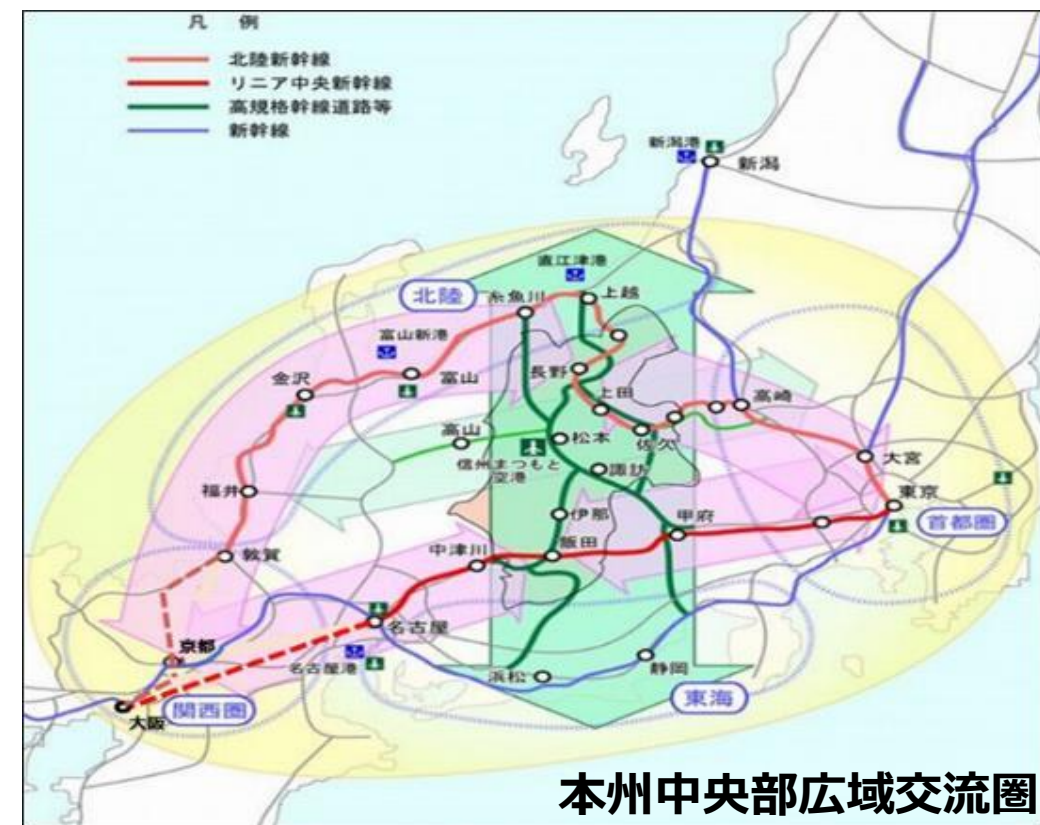 凡 例
北陸新幹線
リニア中央新幹線
高規格幹線道路等
新幹線
新潟港
新潟
直江津港
北陸
糸魚川
上越
富山新港
金沢
富山
長野
上田
高崎
高山
松本
佐久
信州まつもと
空港
諏訪
大宮
福井
東京
伊那
甲府
首都圏
敦賀
中津川
飯田
名古屋
京都
名古屋港
浜松
静岡
関西圏
東海
大阪
本州中央部広域交流圏